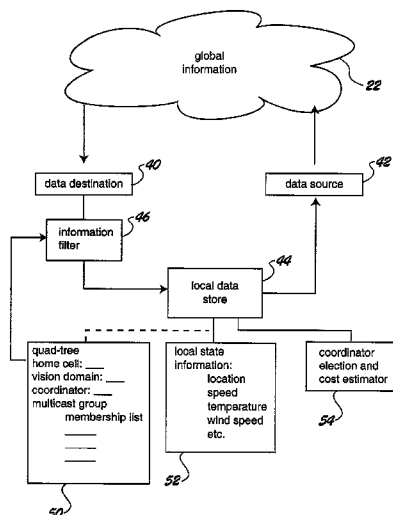 global
information
22
40
42
data destination
data source
46
information
filter
44
local data
store
quad-tree
home cell: ___
vision domain: ___
coordinator: ___
multicast group
membership list
local state
information:
location
speed
temperature
wind speed
etc.
coordinator
election and
cost estimator
54
52
50